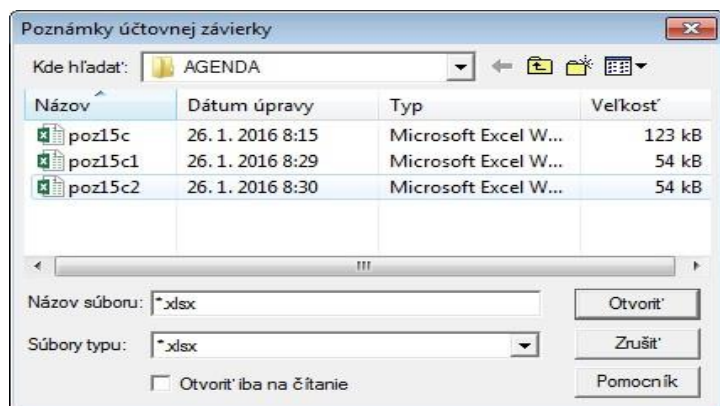 Poznámky účtovnej závierky
Kde hľadať: AGENDA
Názov Dátum úpravy Typ Veľkosť
poz15c 26. 1. 2016 8:15 Microsoft Excel W... 123 kB
poz15c1 26. 1. 2016 8:29 Microsoft Excel W... 54 kB
poz15c2 26. 1. 2016 8:30 Microsoft Excel W... 54 kB
Názov súboru: *.xlsx Otvoriť
Súbory typu: *.xlsx Zrušiť
Otvoriť iba na čítanie Pomocník